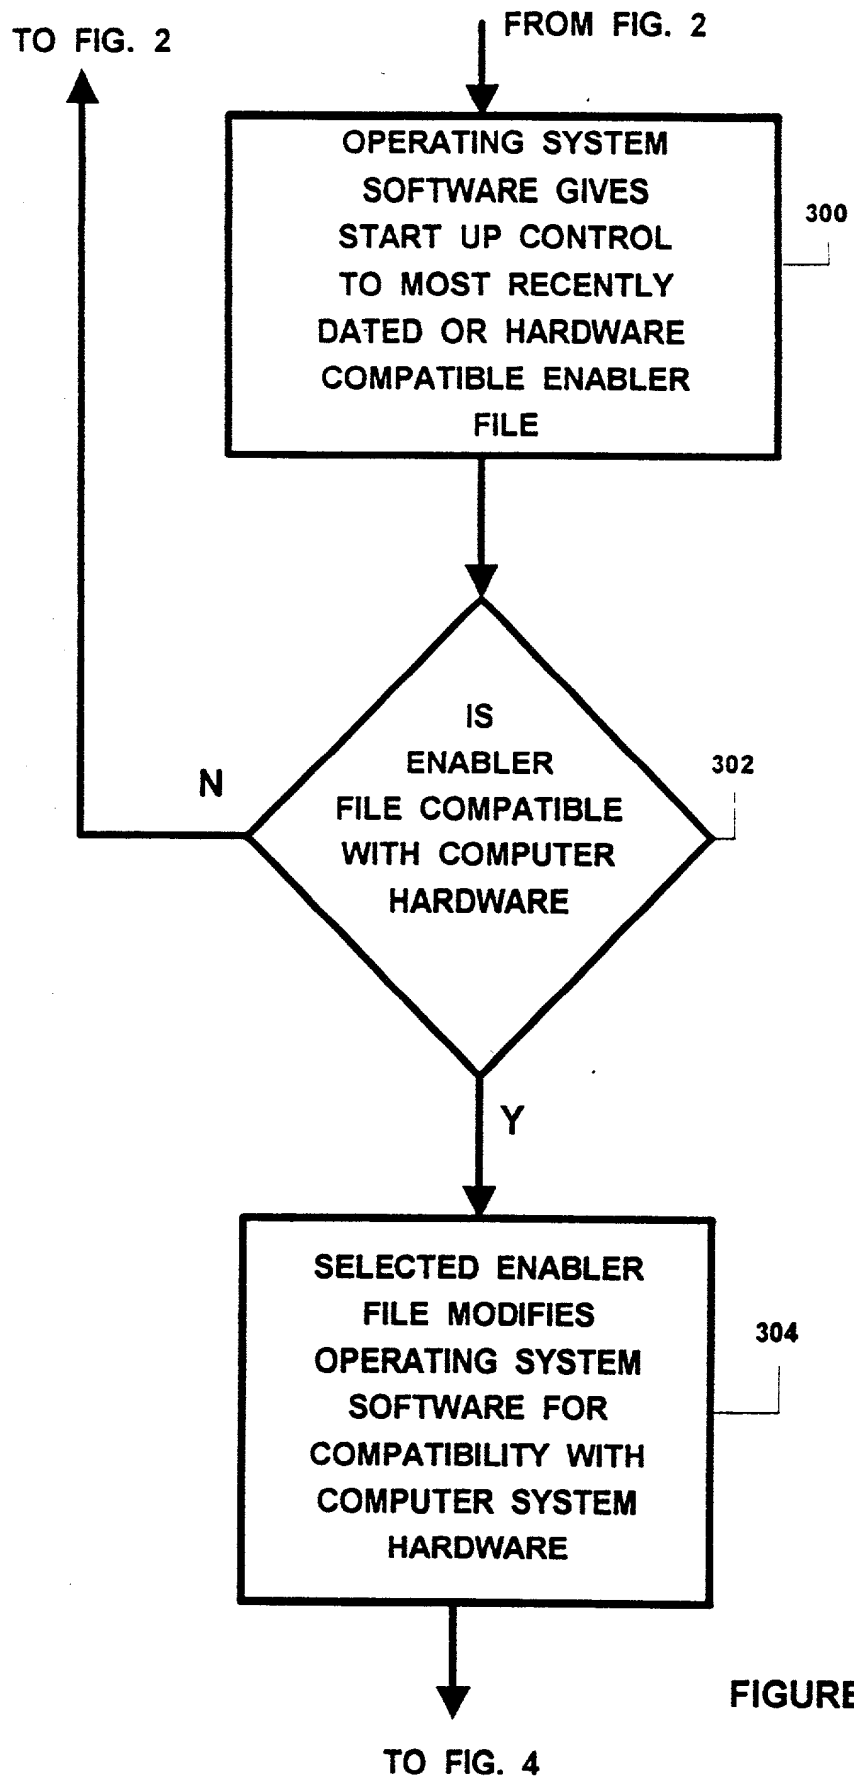 TO FIG. 2
FROM FIG. 2
OPERATING SYSTEM
SOFTWARE GIVES
START UP CONTROL
TO MOST RECENTLY
DATED OR HARDWARE
COMPATIBLE ENABLER
FILE
300
IS
ENABLER
FILE COMPATIBLE
WITH COMPUTER
HARDWARE
302
N
Y
SELECTED ENABLER
FILE MODIFIES
OPERATING SYSTEM
SOFTWARE FOR
COMPATIBILITY WITH
COMPUTER SYSTEM
HARDWARE
304
FIGURE
TO FIG. 4